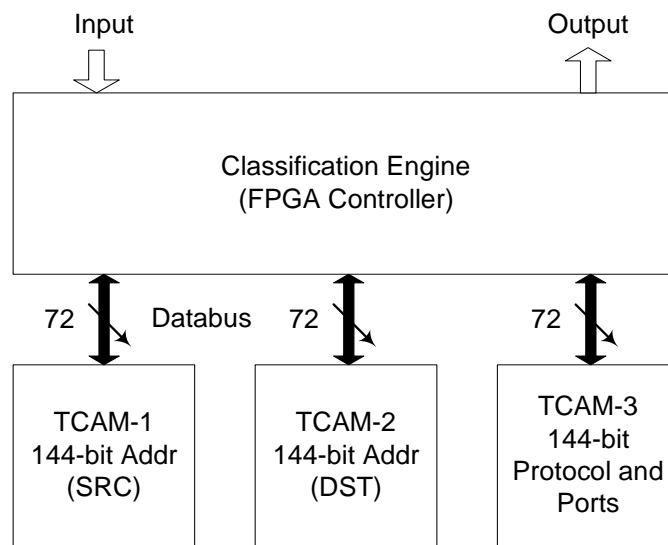 Input
Output
Classification Engine
(FPGA Controller)
72
Databus
72
72
TCAM-1
144-bit Addr
(SRC)
TCAM-2
144-bit Addr
(DST)
TCAM-3
144-bit
Protocol and
Ports